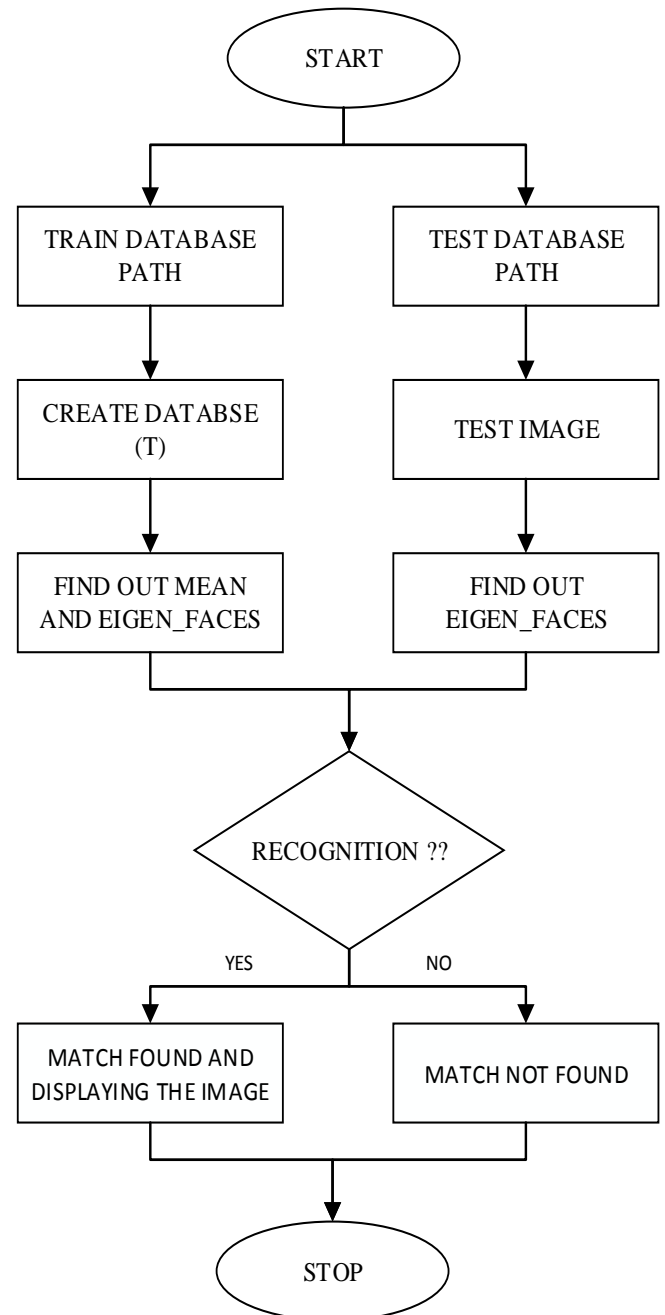 START
TRAIN DATABASE
PATH
TEST DATABASE
PATH
CREATE DATABSE
(T)
TEST IMAGE
FIND OUT MEAN
AND EIGEN_FACES
FIND OUT
EIGEN_FACES
RECOGNITION ??
YES
NO
MATCH FOUND AND
DISPLAYING THE IMAGE
MATCH NOT FOUND
STOP